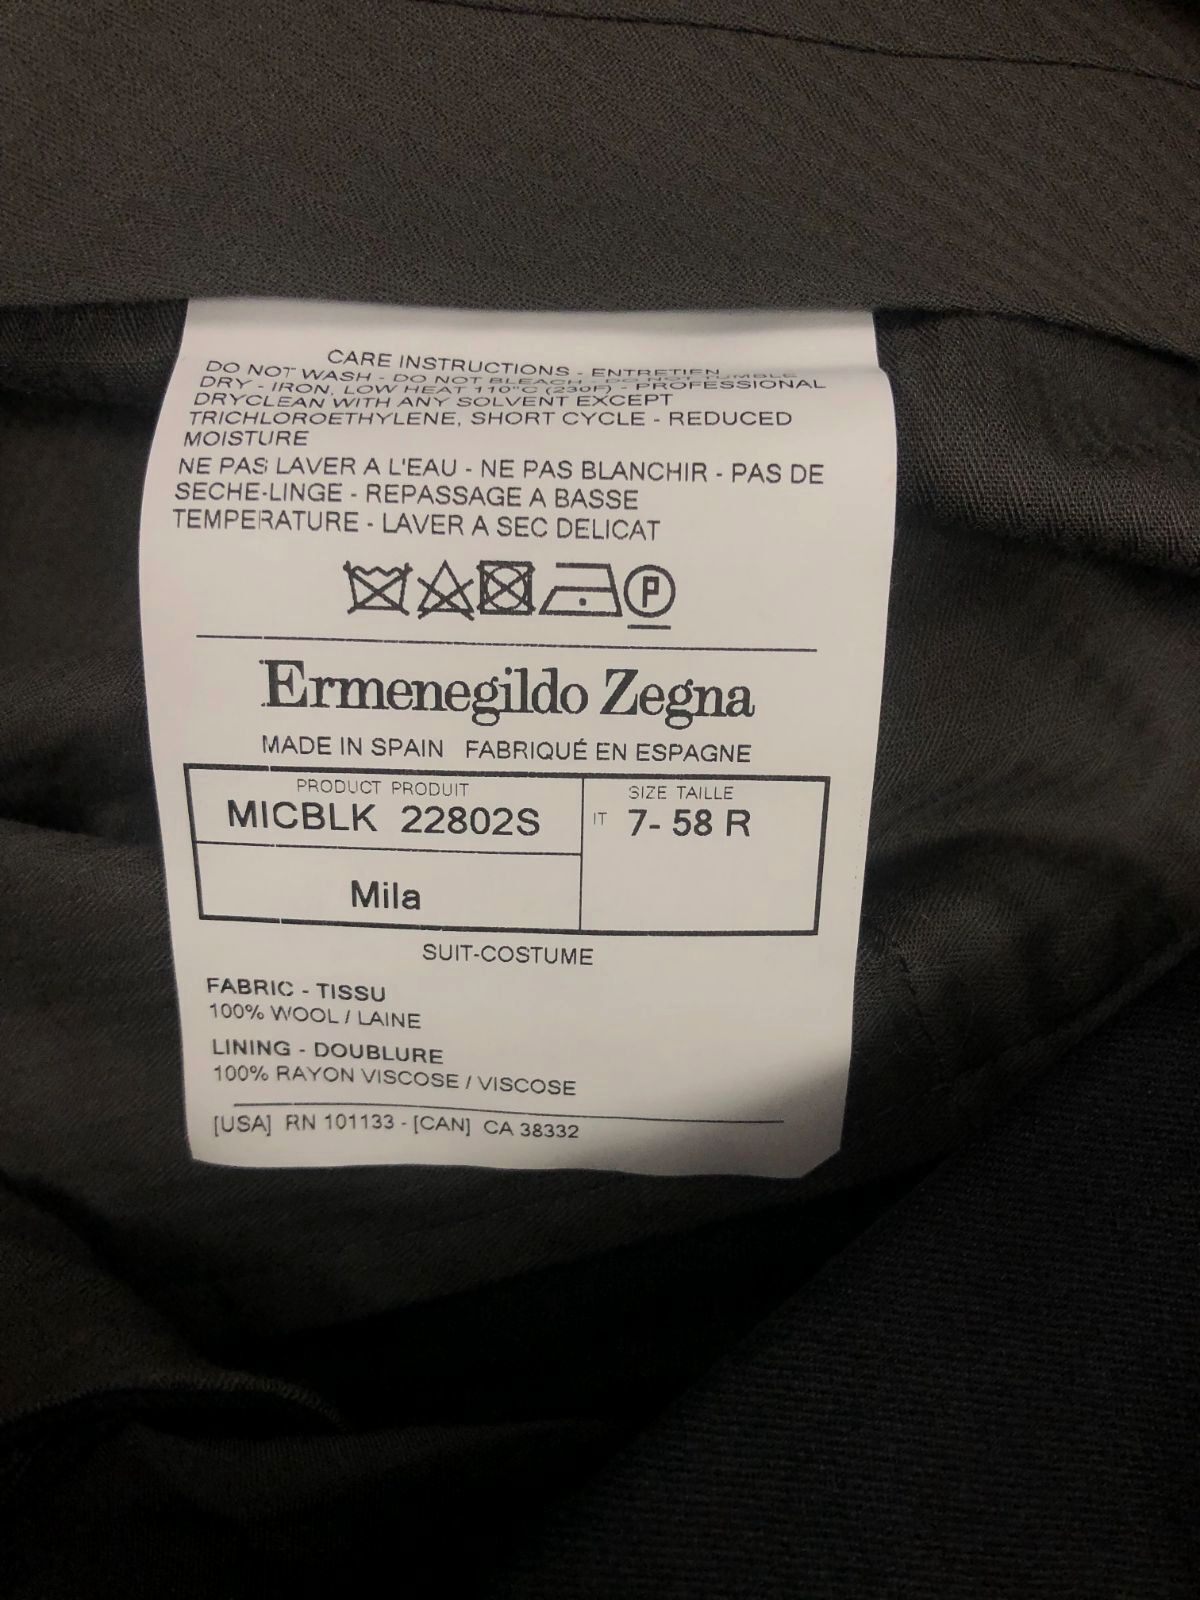 CARE INSTRUCTIONS - ENTRETIEN
DO NOT WASH - DO NOT BLEACH - DO NOT TUMBLE
DRY - IRON, LOW HEAT 110°C (230F) - PROFESSIONAL
DRYCLEAN WITH ANY SOLVENT EXCEPT
TRICHLOROETHYLENE, SHORT CYCLE - REDUCED
MOISTURE
NE PAS LAVER A L'EAU - NE PAS BLANCHIR - PAS DE
SECHE-LINGE - REPASSAGE A BASSE
TEMPERATURE - LAVER A SEC DELICAT
P
Ermenegildo Zegna
MADE IN SPAIN FABRIQUÉ EN ESPAGNE
PRODUCT PRODUIT
MICBLK 22802S
SIZE TAILLE
IT 7- 58 R
Mila
SUIT-COSTUME
FABRIC - TISSU
100% WOOL / LAINE
LINING - DOUBLURE
100% RAYON VISCOSE / VISCOSE
[USA] RN 101133 - [CAN] CA 38332